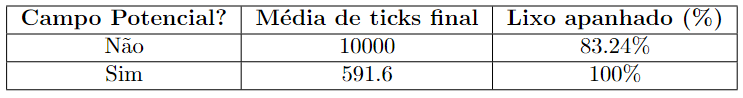 Campo Potencial? Média de ticks final Lixo apanhado (%)
Não 10000 83.24%
Sim 591.6 100%